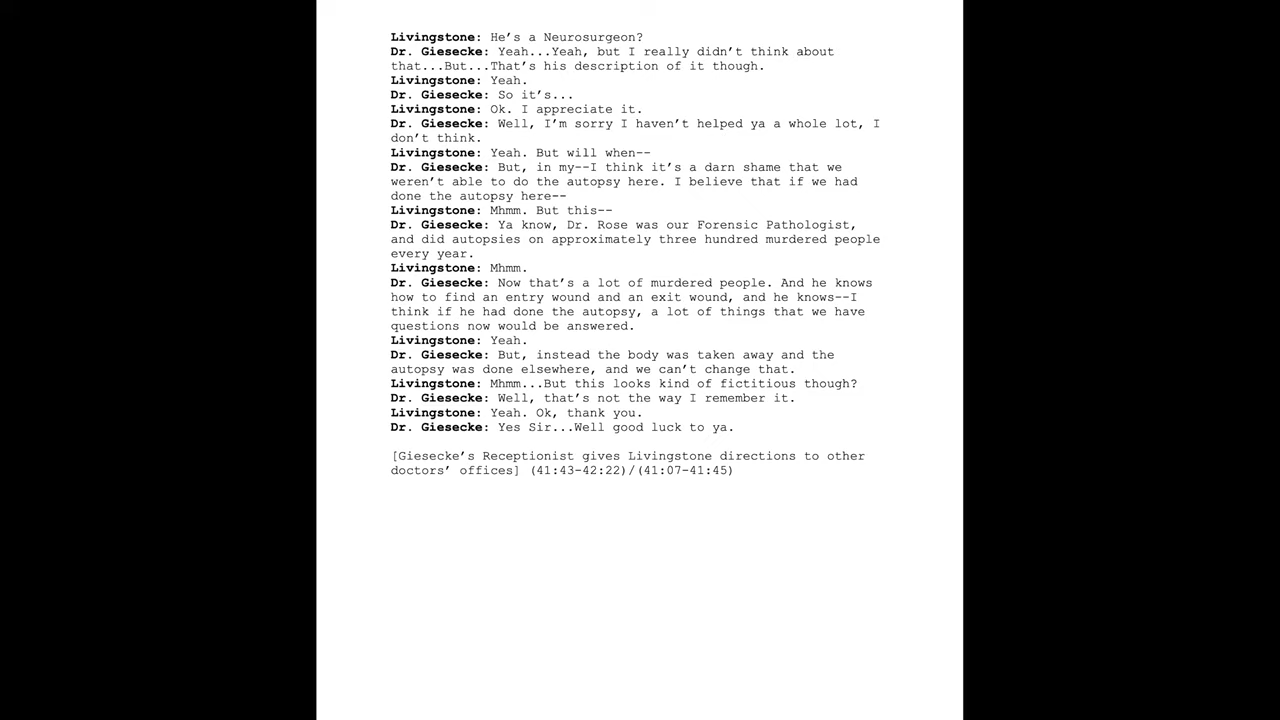 Livingstone: He's a Neurosurgeon?
Dr. Giesecke: Yeah...Yeah, but I really didn't think about
that...But...That's his description of it though.
Livingstone: Yeah.
Dr. Giesecke: So it's...
Livingstone: Ok. I appreciate it.
Dr. Giesecke: Well, I'm sorry I haven't helped ya a whole lot, I
don't think.
Livingstone: Yeah. But will when--
Dr. Giesecke: But, in my--I think it's a darn shame that we
weren't able to do the autopsy here. I believe that if we had
done the autopsy here--
Livingstone: Mhmm. But this--
Dr. Giesecke: Ya know, Dr. Rose was our Forensic Pathologist,
and did autopsies on approximately three hundred murdered people
every year.
Livingstone: Mhmm.
Dr. Giesecke: Now that's a lot of murdered people. And he knows
how to find an entry wound and an exit wound, and he knows--I
think if he had done the autopsy, a lot of things that we have
questions now would be answered.
Livingstone: Yeah.
Dr. Giesecke: But, instead the body was taken away and the
autopsy was done elsewhere, and we can't change that.
Livingstone: Mhmm...But this looks kind of fictitious though?
Dr. Giesecke: Well, that's not the way I remember it.
Livingstone: Yeah. Ok, thank you.
Dr. Giesecke: Yes Sir...Well good luck to ya.
[Giesecke's Receptionist gives Livingstone directions to other
doctors' offices] (41:43-42:22)/(41:07-41:45)